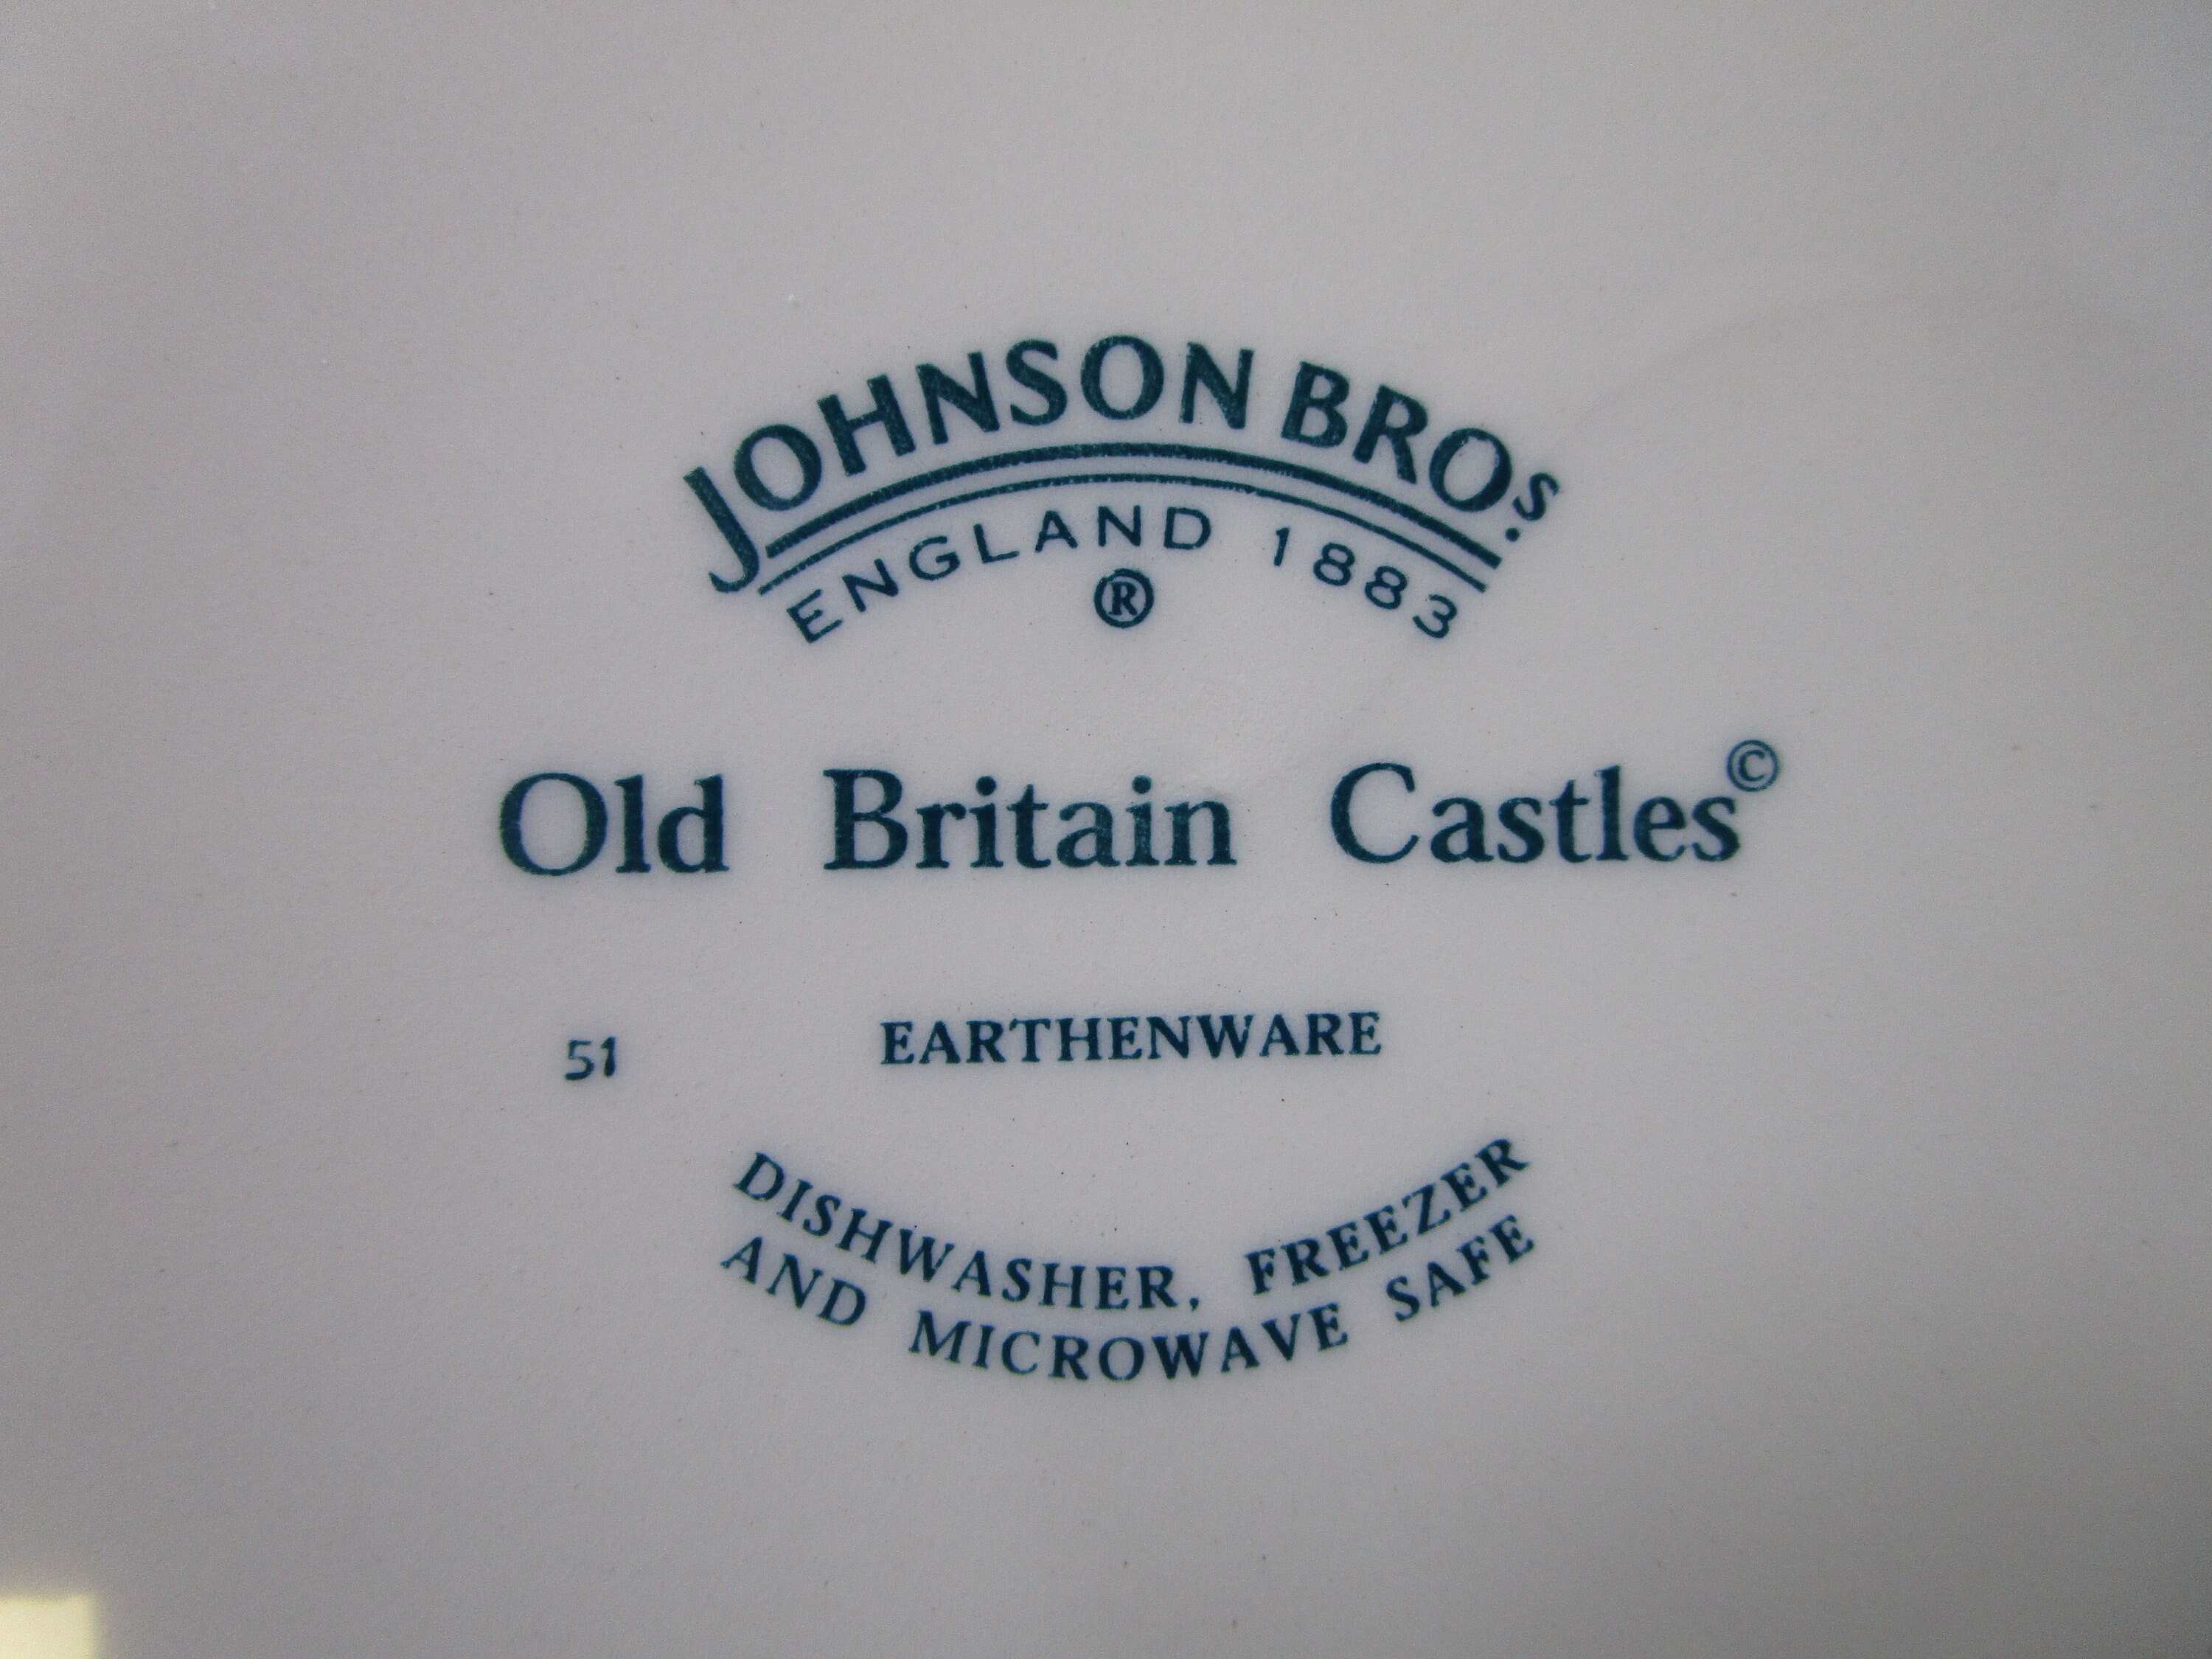 JOHNSON BROS.
ENGLAND 1883
®
Old Britain Castles©
51 EARTHENWARE
DISHWASHER, FREEZER
AND MICROWAVE SAFE